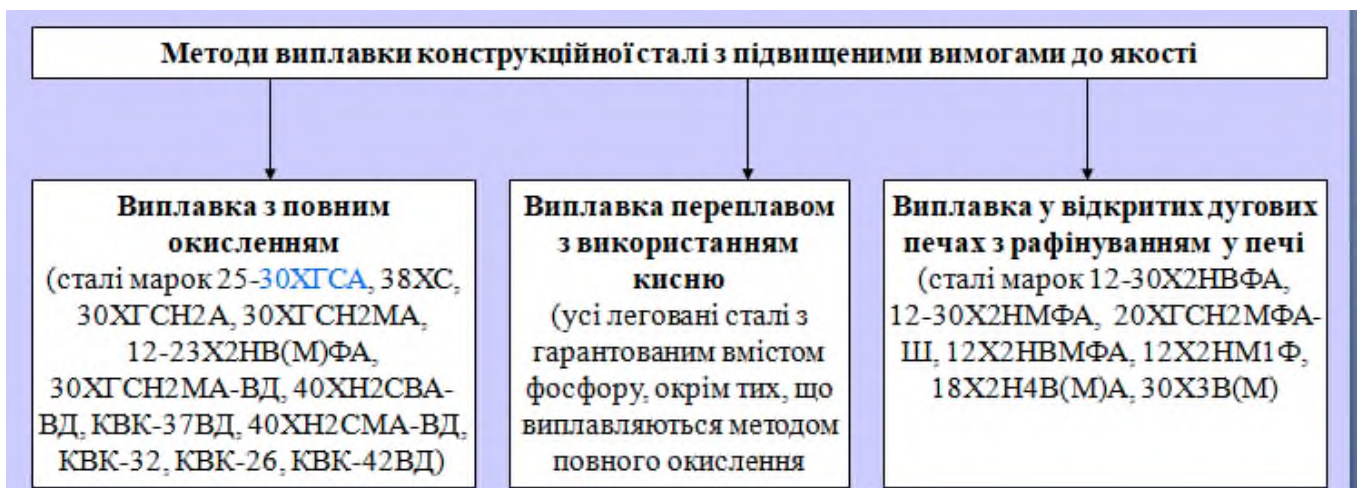 Методи виплавки конструкційної сталі з підвищеними вимогами до якості
Виплавка з повним
окисленням
(сталі марок 25-30ХГСА, 38ХС,
30ХГСН2А, 30ХГСН2МА,
12-23Х2НВ(М)ФА,
30ХГСН2МА-ВД, 40ХН2СВА-
ВД, КВК-37ВД, 40ХН2СМА-ВД,
КВК-32, КВК-26, КВК-42ВД)
Виплавка переплавом
з використанням
кисню
(усі леговані сталі з
гарантованим вмістом
фосфору, окрім тих, що
виплавляються методом
повного окислення
Виплавка у відкритих дугових
печах з рафінуванням у печі
(сталі марок 12-30Х2НВФА,
12-30Х2НМФА, 20ХГСН2МФА-
Ш, 12Х2НВМФА, 12Х2НМ1Ф,
18Х2Н4В(М)А, 30Х3В(М)